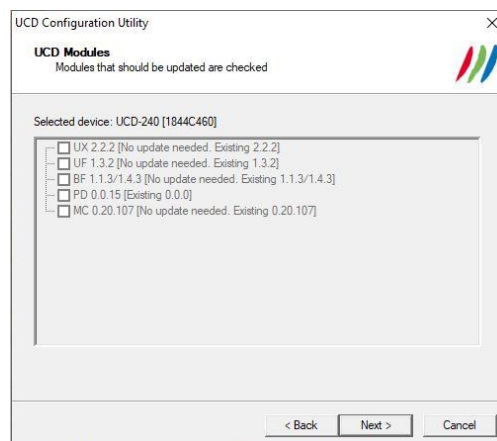 UCD Configuration Utility
UCD Modules
Modules that should be updated are checked
Selected device: UCD-240 [1844C460]
UX 2.2.2 [No update needed. Existing 2.2.2]
UF 1.3.2 [No update needed. Existing 1.3.2]
BF 1.1.3/1.4.3 [No update needed. Existing 1.1.3/1.4.3]
PD 0.0.15 [Existing 0.0.0]
MC 0.20.107 [No update needed. Existing 0.20.107]
< Back Next > Cancel